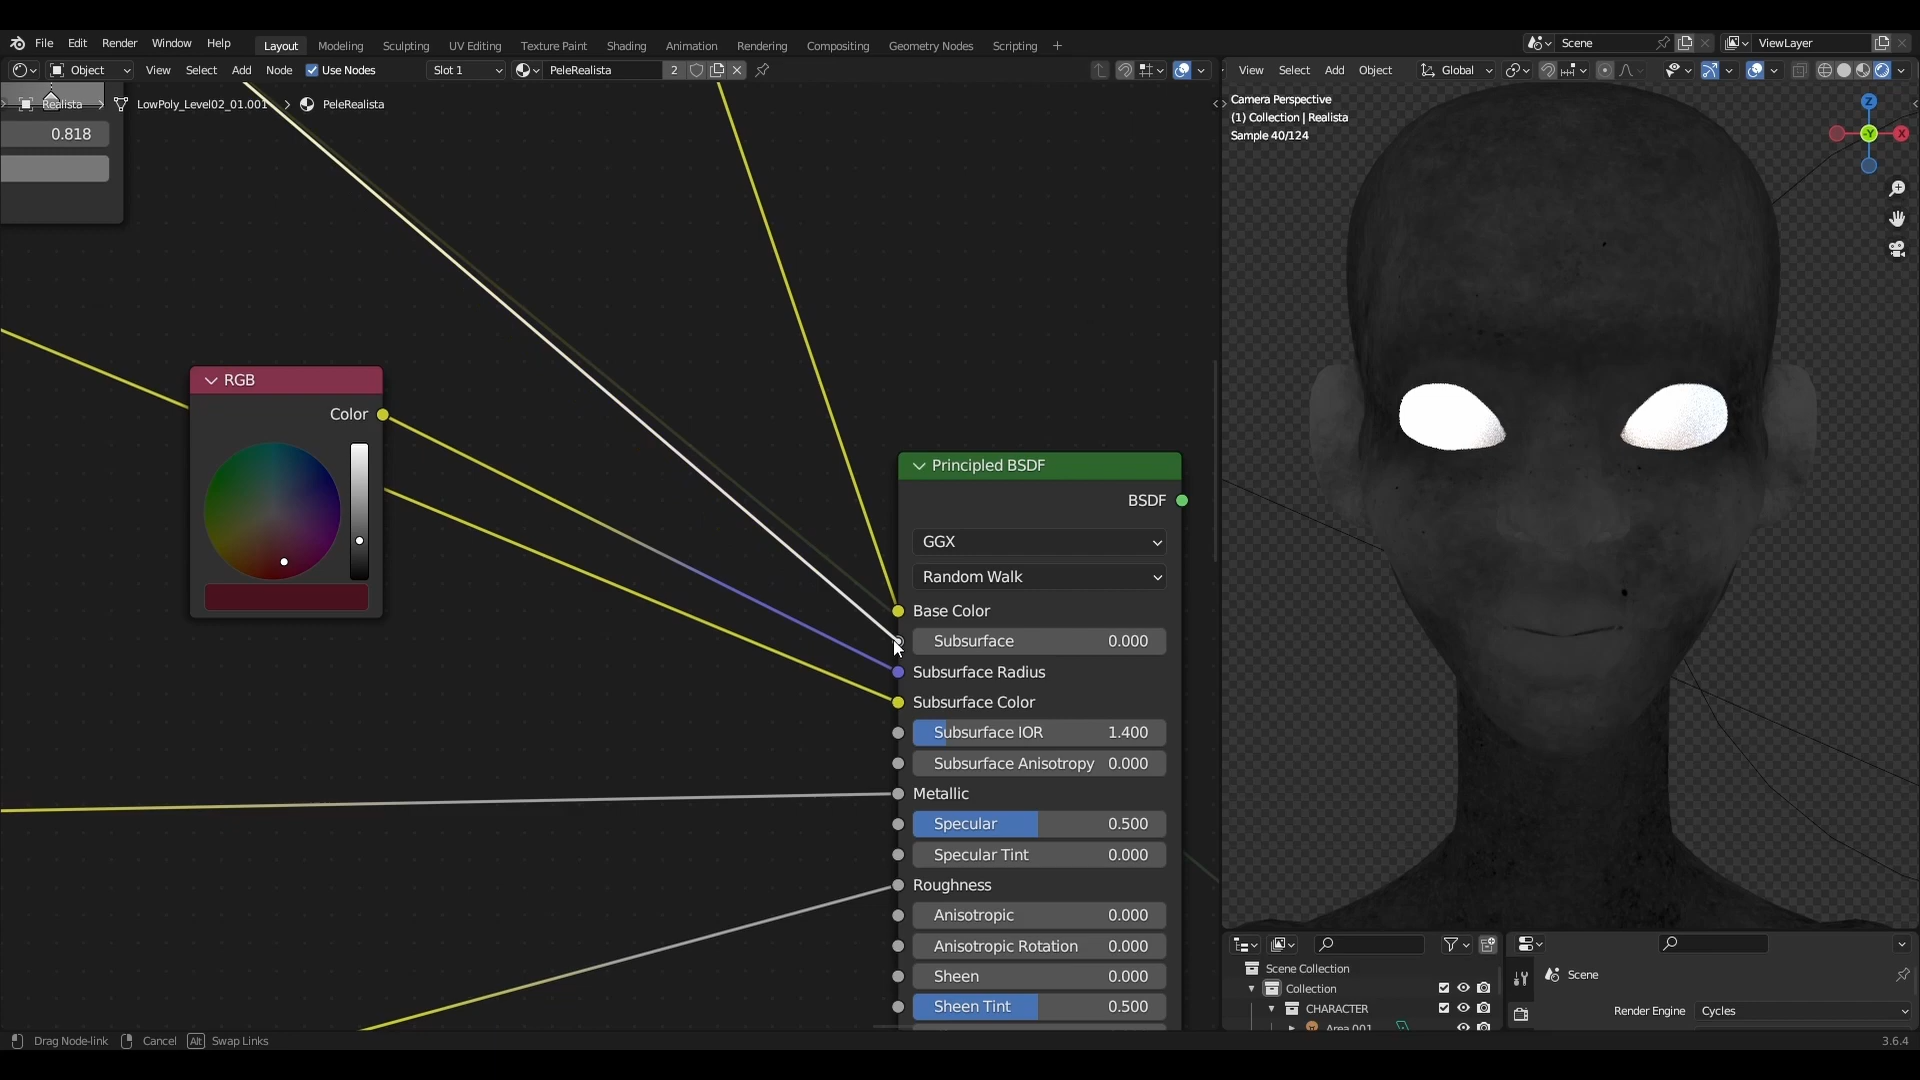 File Edit Render Window Help Layout Modeling Sculpting UV Editing Texture Paint Shading Animation Rendering Compositing Geometry Nodes Scripting + Scene ViewLayer
Object View Select Add Node Use Nodes Slot 1 PeleRealista 2
Realista > LowPoly_Level02_01.001 > PeleRealista
0.818
RGB
Color
Principled BSDF
BSDF
GGX
Random Walk
Base Color
Subsurface 0.000
Subsurface Radius
Subsurface Color
Subsurface IOR 1.400
Subsurface Anisotropy 0.000
Metallic
Specular 0.500
Specular Tint 0.000
Roughness
Anisotropic 0.000
Anisotropic Rotation 0.000
Sheen 0.000
Sheen Tint 0.500
View Select Add Object Global
Camera Perspective
(1) Collection | Realista
Sample 40/124
Z
-Y
X
Scene Collection
Collection
CHARACTER
Area.001
Scene
Render Engine Cycles
Drag Node-link Cancel Alt Swap Links 3.6.4